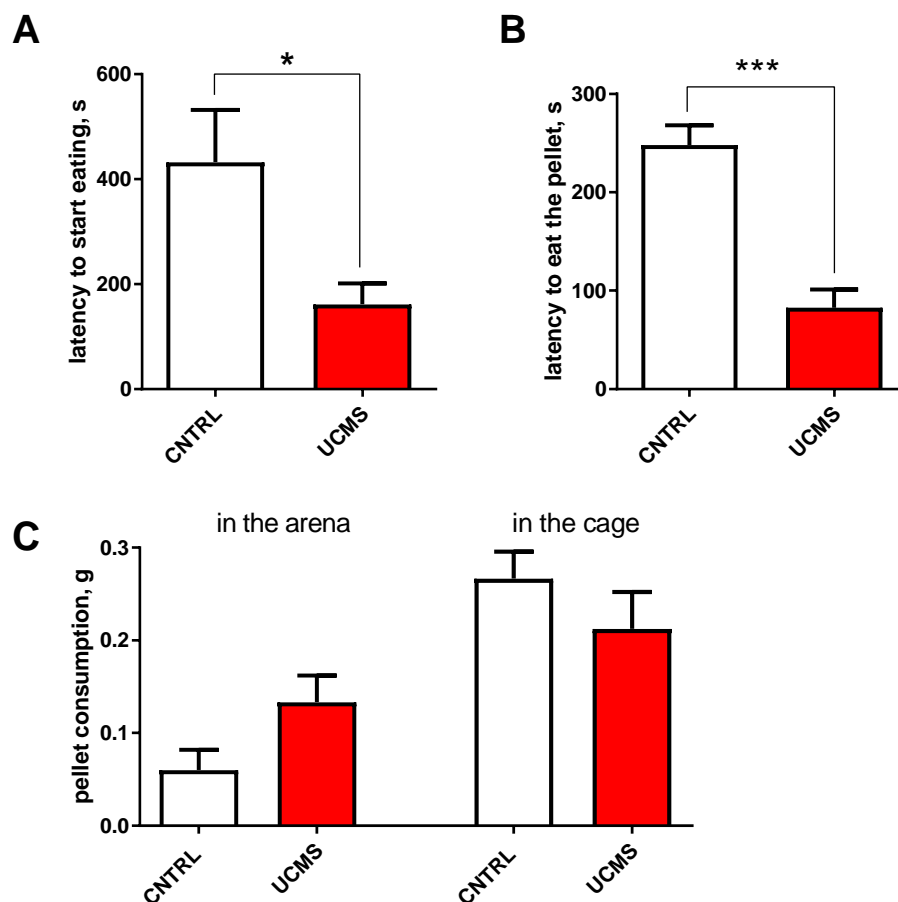 A
latency to start eating, s
600
400
200
0
*
CNTRL
UCMS
B
latency to eat the pellet, s
300
200
100
0
***
CNTRL
UCMS
C
in the arena
in the cage
pellet consumption, g
0.3
0.2
0.1
0.0
CNTRL
UCMS
CNTRL
UCMS